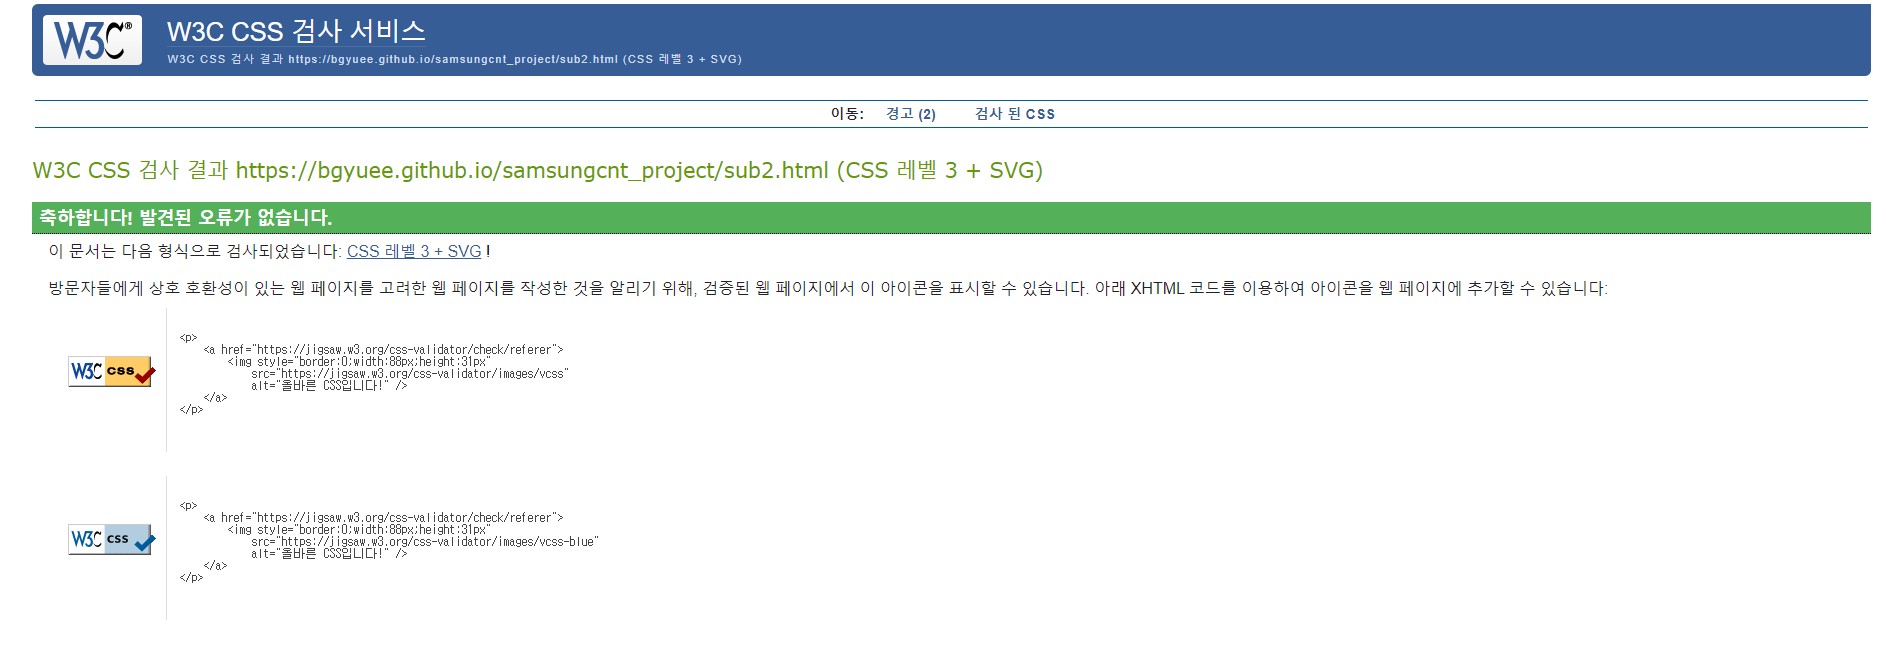 W3C®
W3C CSS 검사 서비스
W3C CSS 검사 결과 https://bgyuee.github.io/samsungcnt_project/sub2.html (CSS 레벨 3 + SVG)
이동: 경고 (2) 검사 된 CSS
W3C CSS 검사 결과 https://bgyuee.github.io/samsungcnt_project/sub2.html (CSS 레벨 3 + SVG)
축하합니다! 발견된 오류가 없습니다.
이 문서는 다음 형식으로 검사되었습니다: CSS 레벨 3 + SVG !
방문자들에게 상호 호환성이 있는 웹 페이지를 고려한 웹 페이지를 작성한 것을 알리기 위해, 검증된 웹 페이지에서 이 아이콘을 표시할 수 있습니다. 아래 XHTML 코드를 이용하여 아이콘을 웹 페이지에 추가할 수 있습니다:
W3C css
<p>
<a href="https://jigsaw.w3.org/css-validator/check/referer">
<img style="border:0;width:88px;height:31px"
src="https://jigsaw.w3.org/css-validator/images/vcss"
alt="올바른 CSS입니다!" />
</a>
</p>
W3C css
<p>
<a href="https://jigsaw.w3.org/css-validator/check/referer">
<img style="border:0;width:88px;height:31px"
src="https://jigsaw.w3.org/css-validator/images/vcss-blue"
alt="올바른 CSS입니다!" />
</a>
</p>